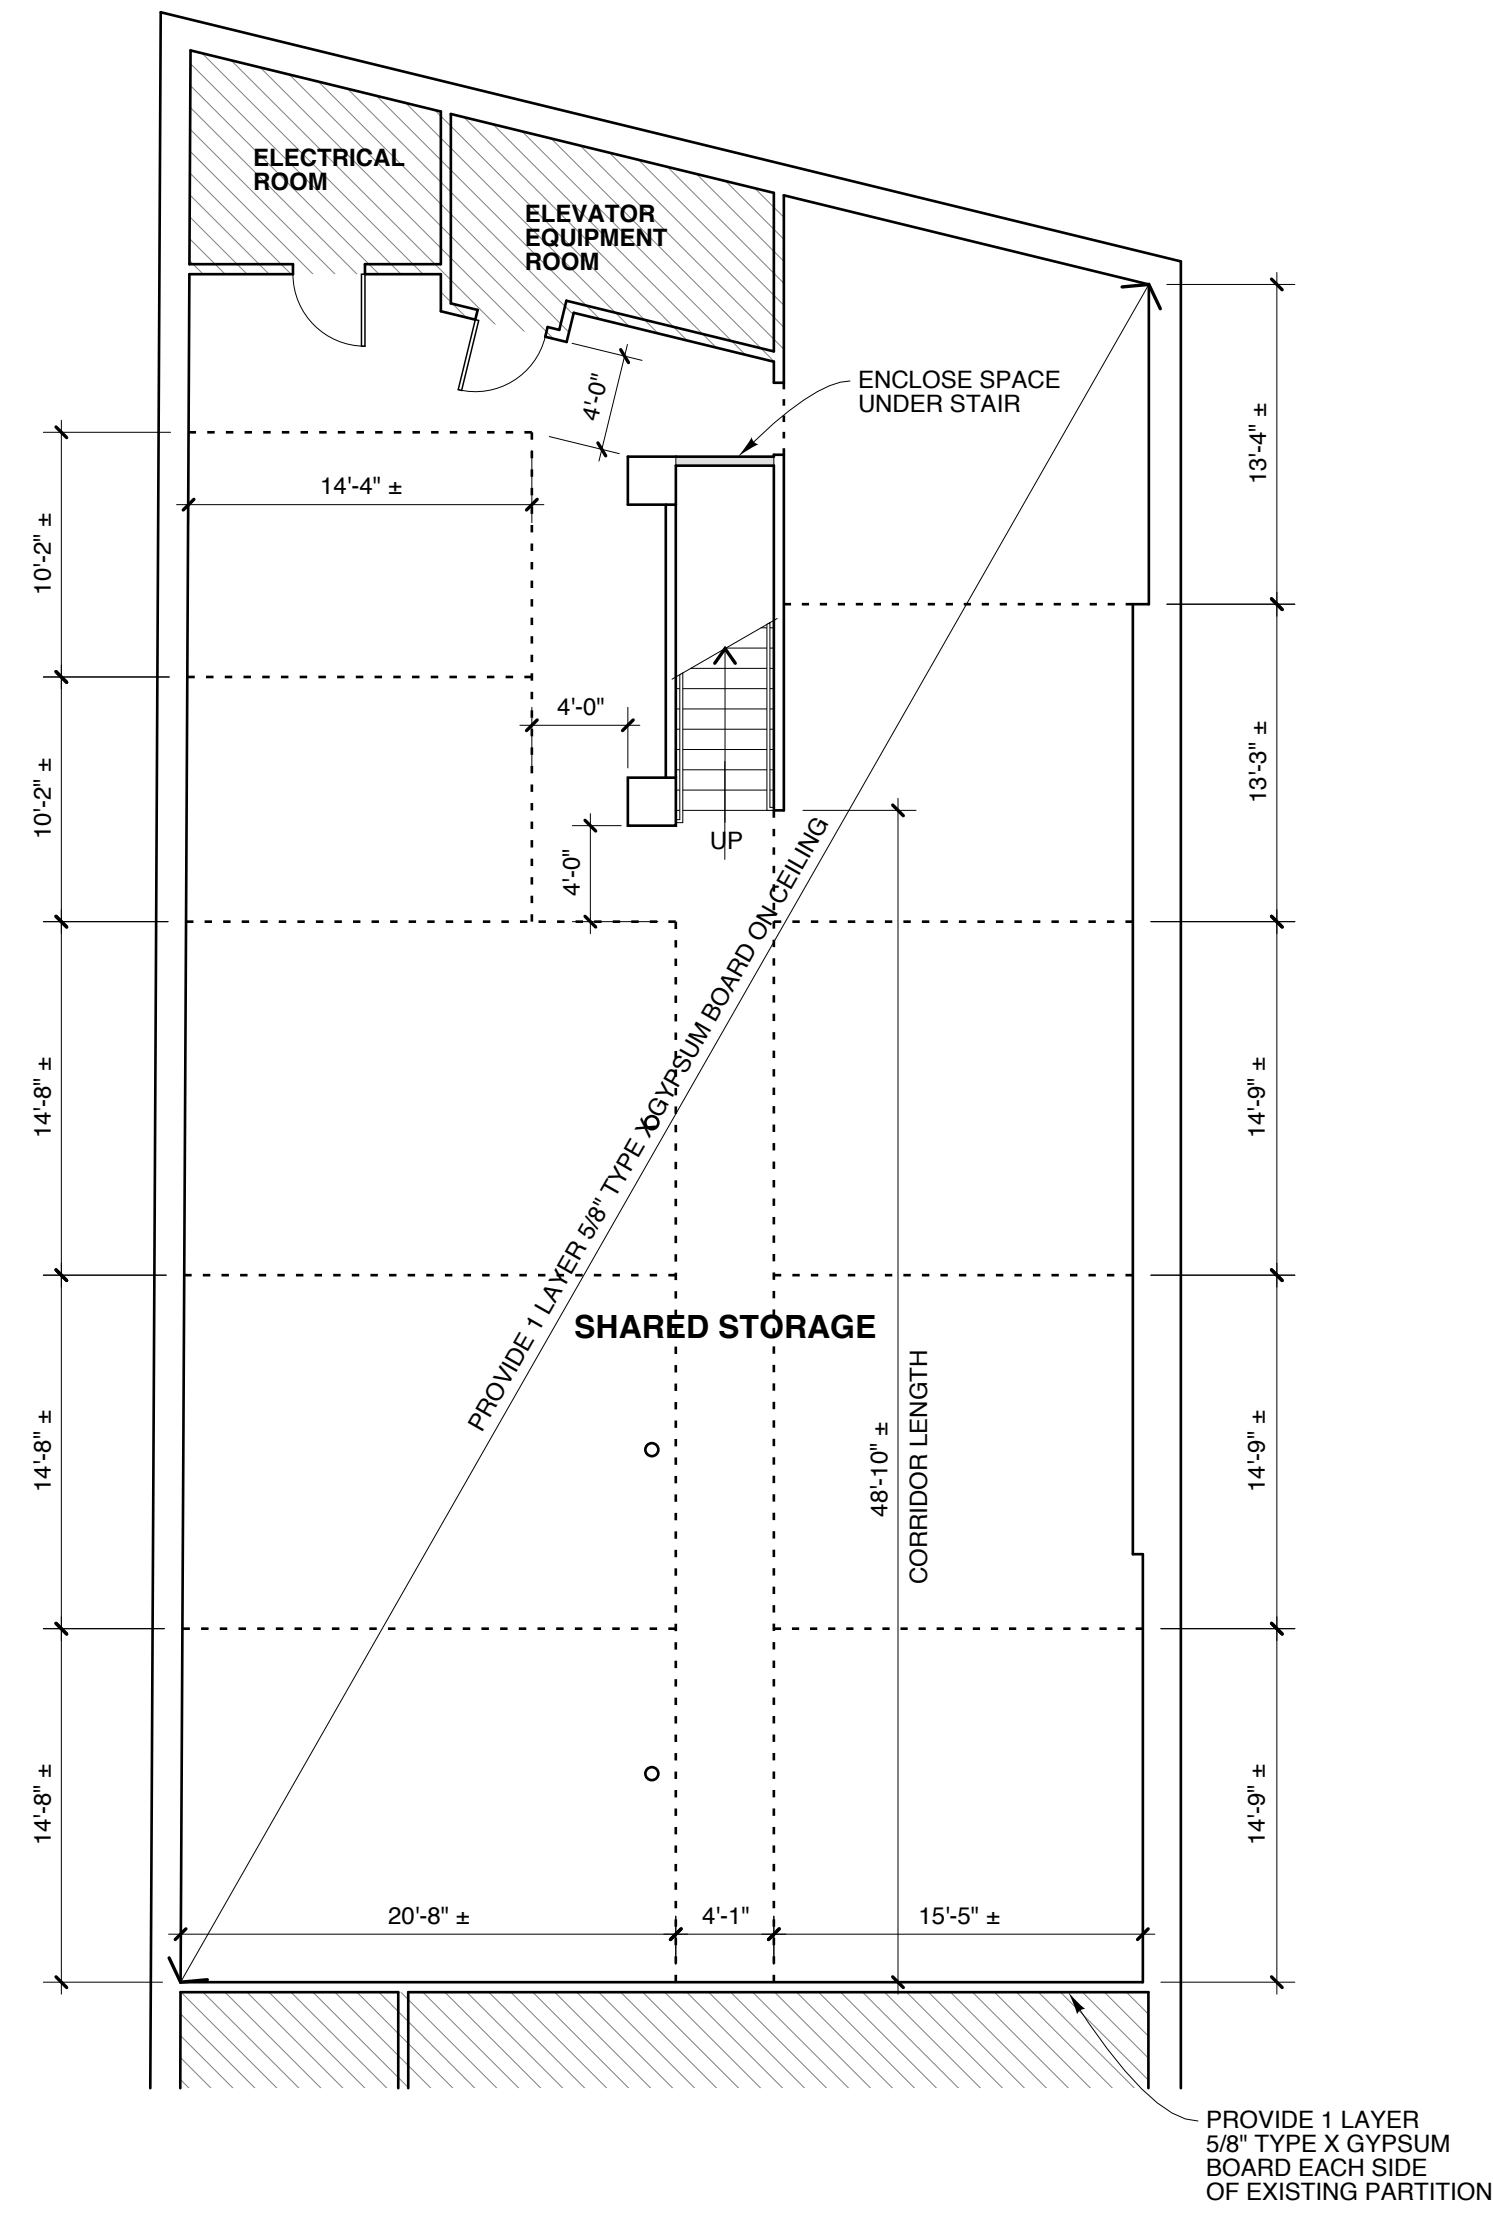 ELECTRICAL
ROOM
ELEVATOR
EQUIPMENT
ROOM
4'-0"
ENCLOSE SPACE
UNDER STAIR
13'-4" ±
14'-4" ±
10'-2" ±
4'-0"
13'-3" ±
10'-2" ±
UP
4'-0"
PROVIDE 1 LAYER 5/8" TYPE X GYPSUM BOARD ON CEILING
14'-8" ±
14'-9" ±
SHARED STORAGE
14'-8" ±
48'-10" ±
CORRIDOR LENGTH
14'-9" ±
14'-8" ±
14'-9" ±
20'-8" ±
4'-1"
15'-5" ±
PROVIDE 1 LAYER
5/8" TYPE X GYPSUM
BOARD EACH SIDE
OF EXISTING PARTITION